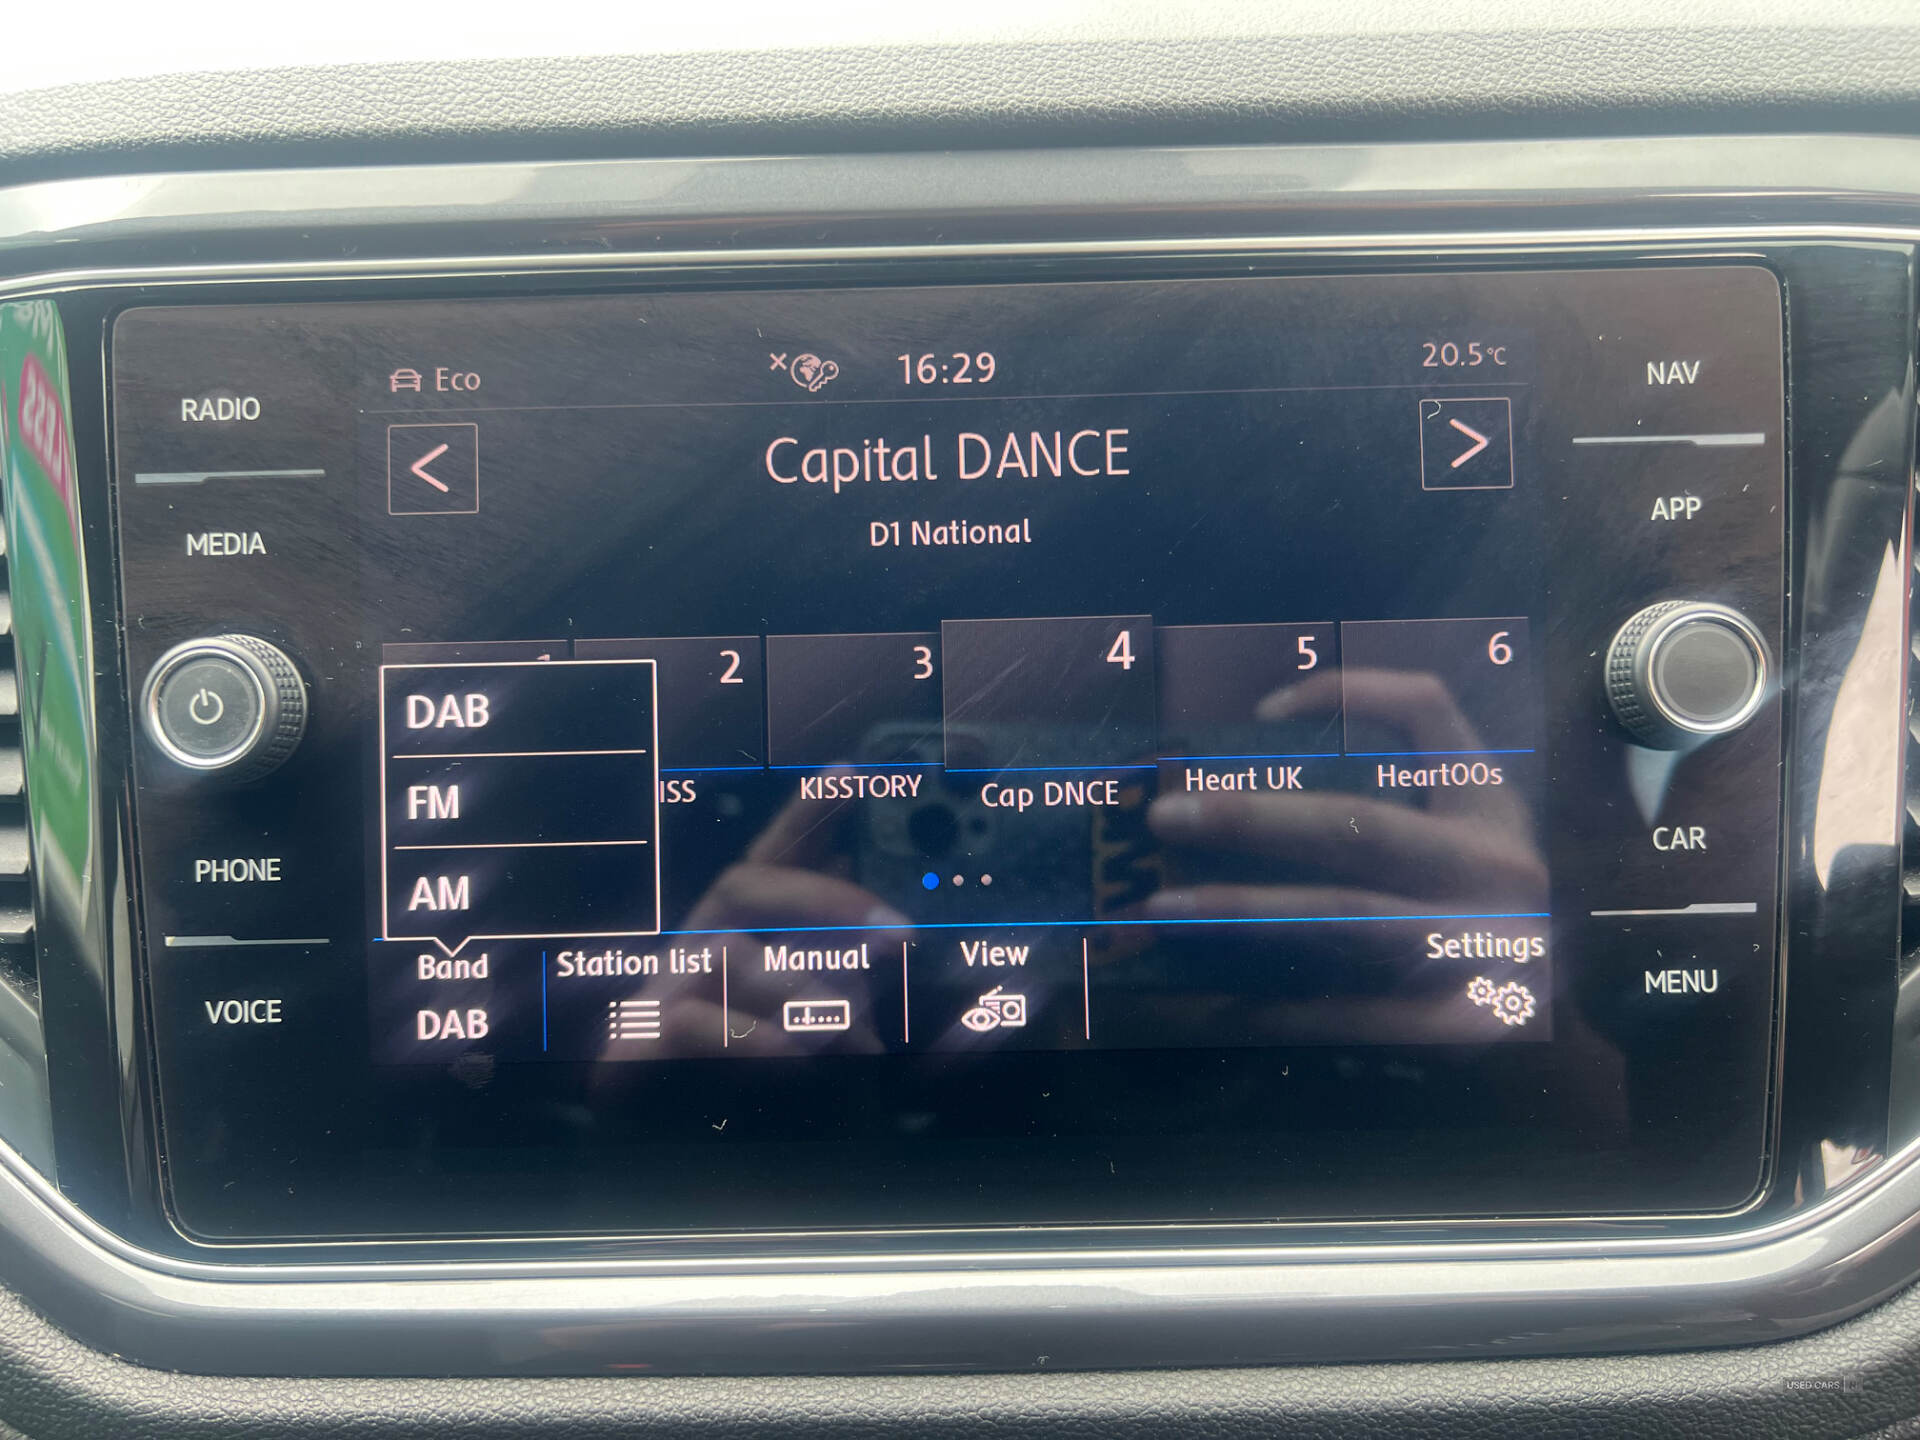 Eco
16:29
20.5°C
RADIO
MEDIA
PHONE
VOICE
NAV
APP
CAR
MENU
Capital DANCE
D1 National
2
3
4
5
6
ISS
KISSTORY
Cap DNCE
Heart UK
Heart00s
DAB
FM
AM
Band
DAB
Station list
Manual
View
Settings
USED CARS